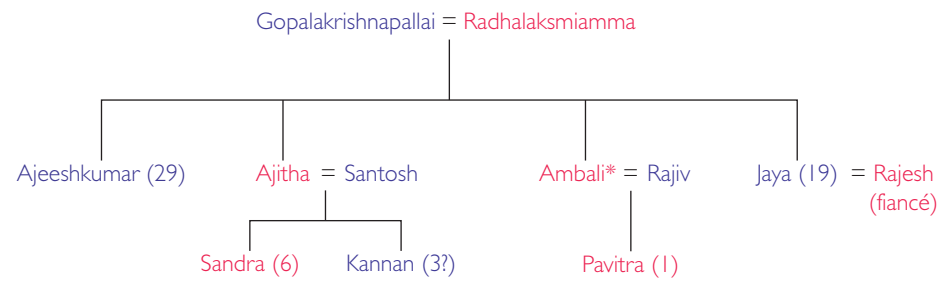 Gopalakrishnapallai = Radhalaksmiamma
Ajeeshkumar (29) Ajitha = Santosh Ambali* = Rajiv Jaya (19) = Rajesh
(fiancé)
Sandra (6) Kannan (3?) Pavitra (1)